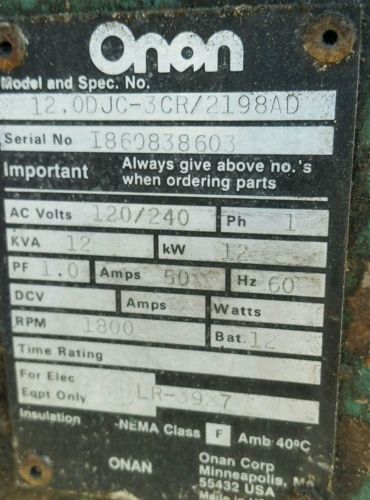 Onan
Model and Spec. No.
12.0DJC-3CR/2198AD
Serial No I860838603
Important Always give above no.'s
when ordering parts
AC Volts 120/240 Ph 1
KVA 12 kW 12
PF 1.0 Amps 50 Hz 60
DCV Amps Watts
RPM 1800 Bat. 12
Time Rating
For Elec
Eqpt Only LR-39 7
Insulation NEMA Class F Amb 40°C
ONAN Onan Corp
Minneapolis,
55432 USA